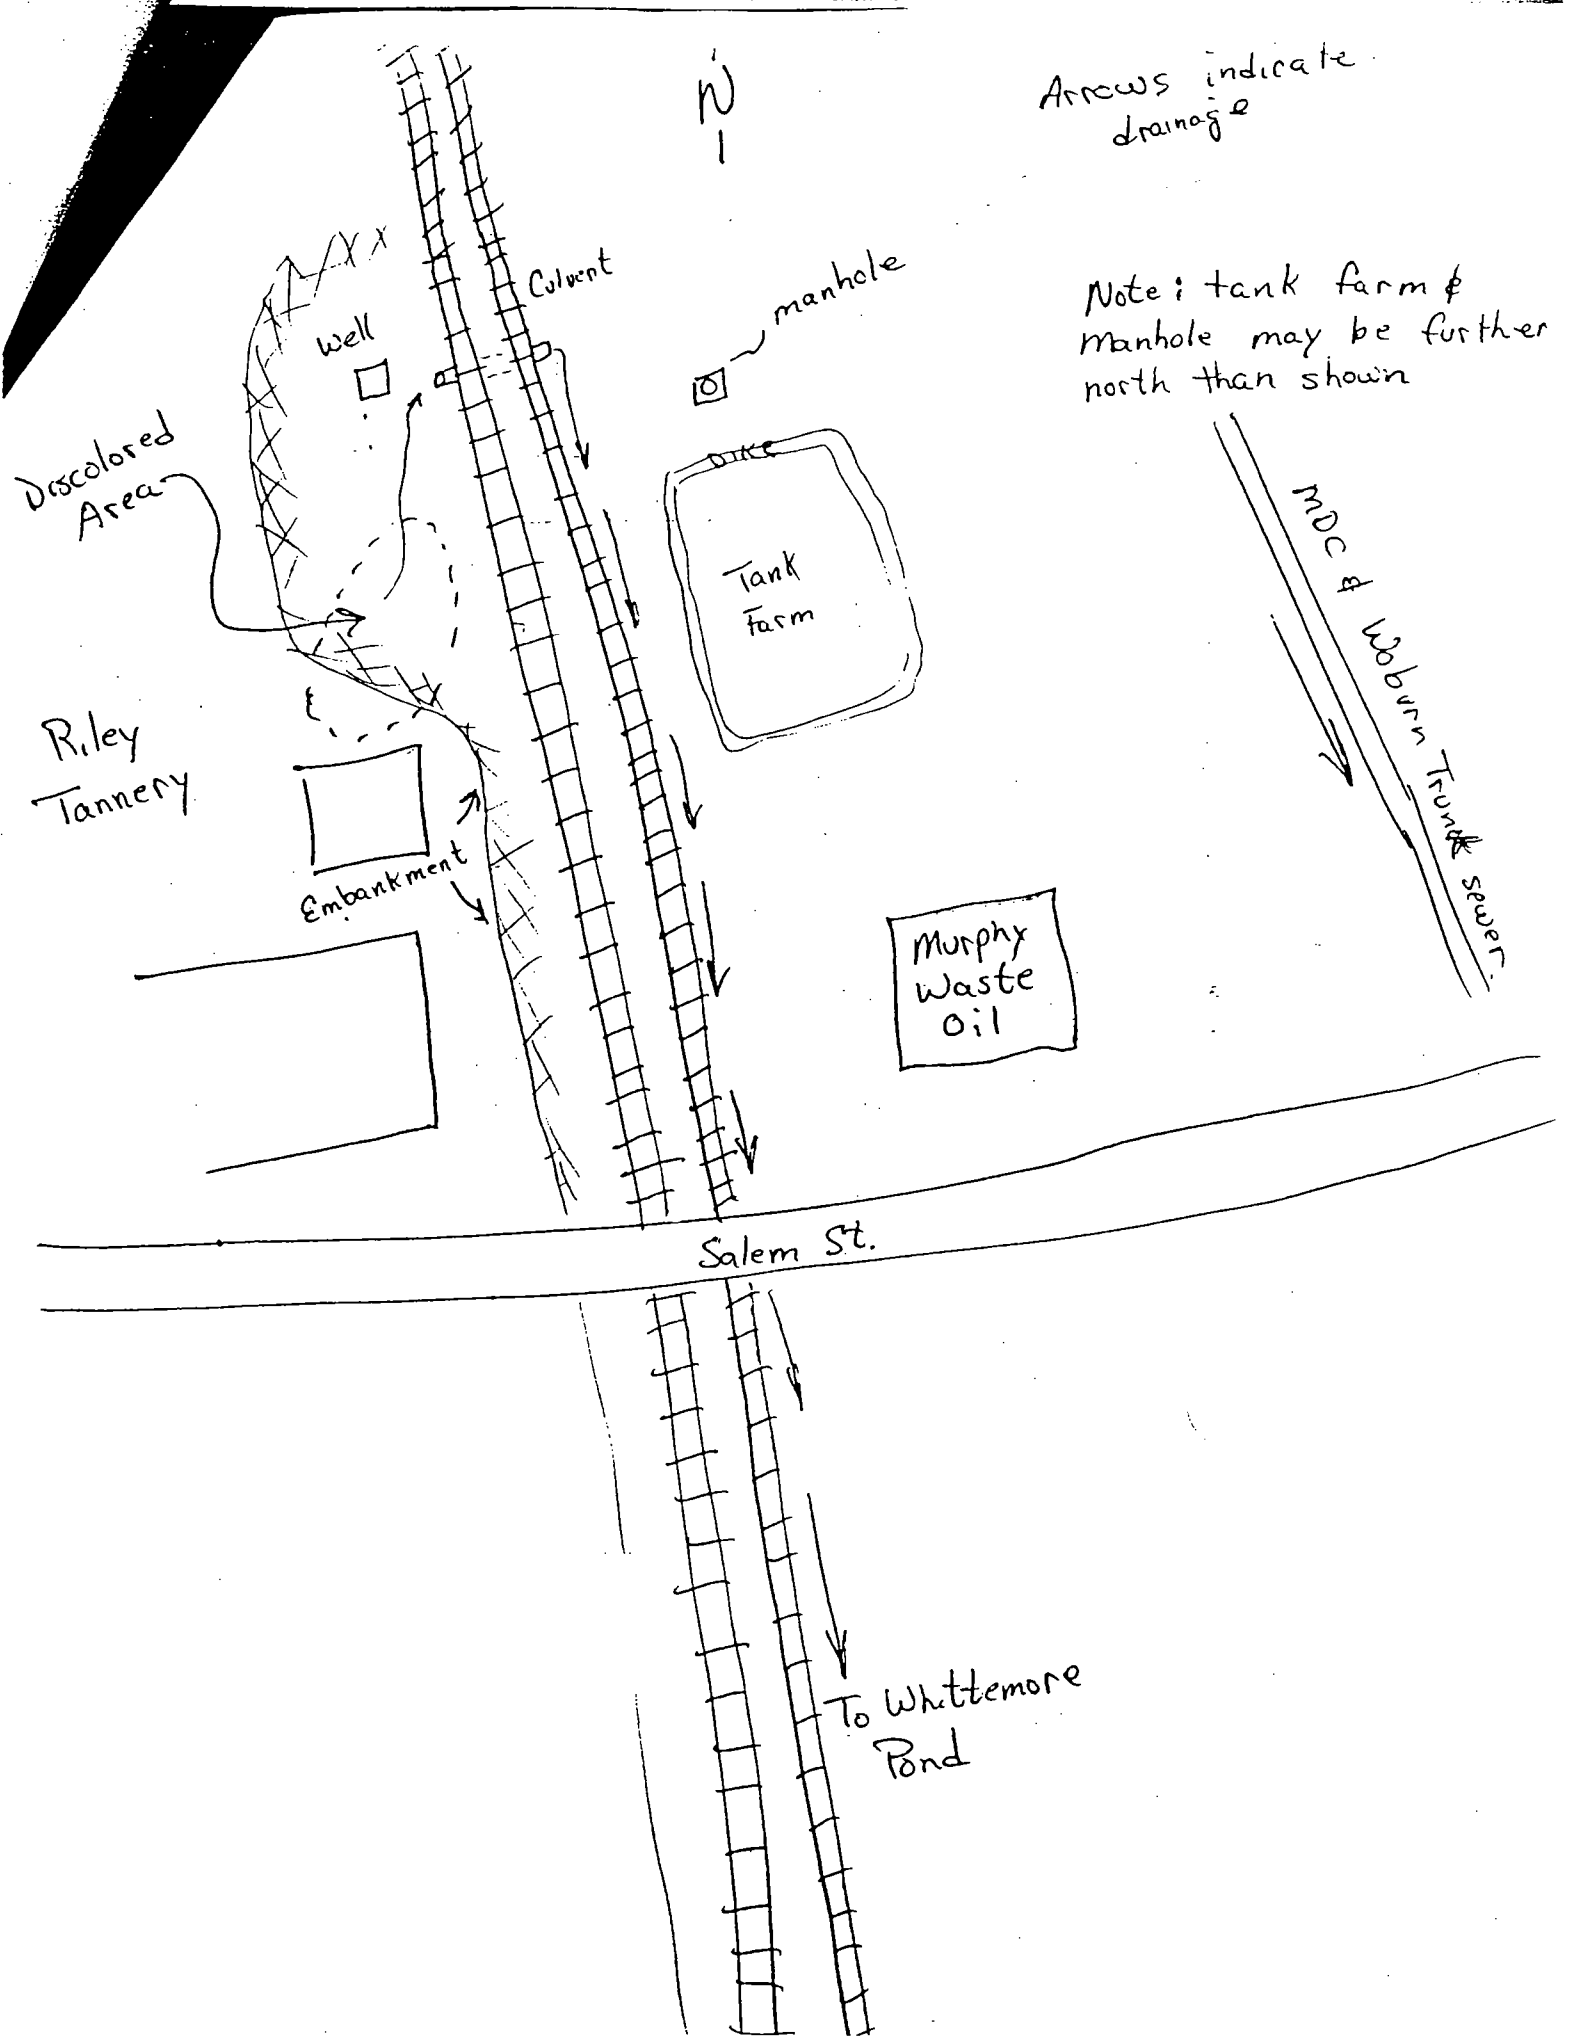 N
Arrows indicate
drainage
Culvert
manhole
Note: tank farm &
manhole may be further
north than shown
Well
Discolored
Area
DIKE
Tank
Farm
MDC & Woburn Trunk sewer.
Riley
Tannery
Embankment
Murphy
Waste
Oil
Salem St.
To Whittemore
Pond